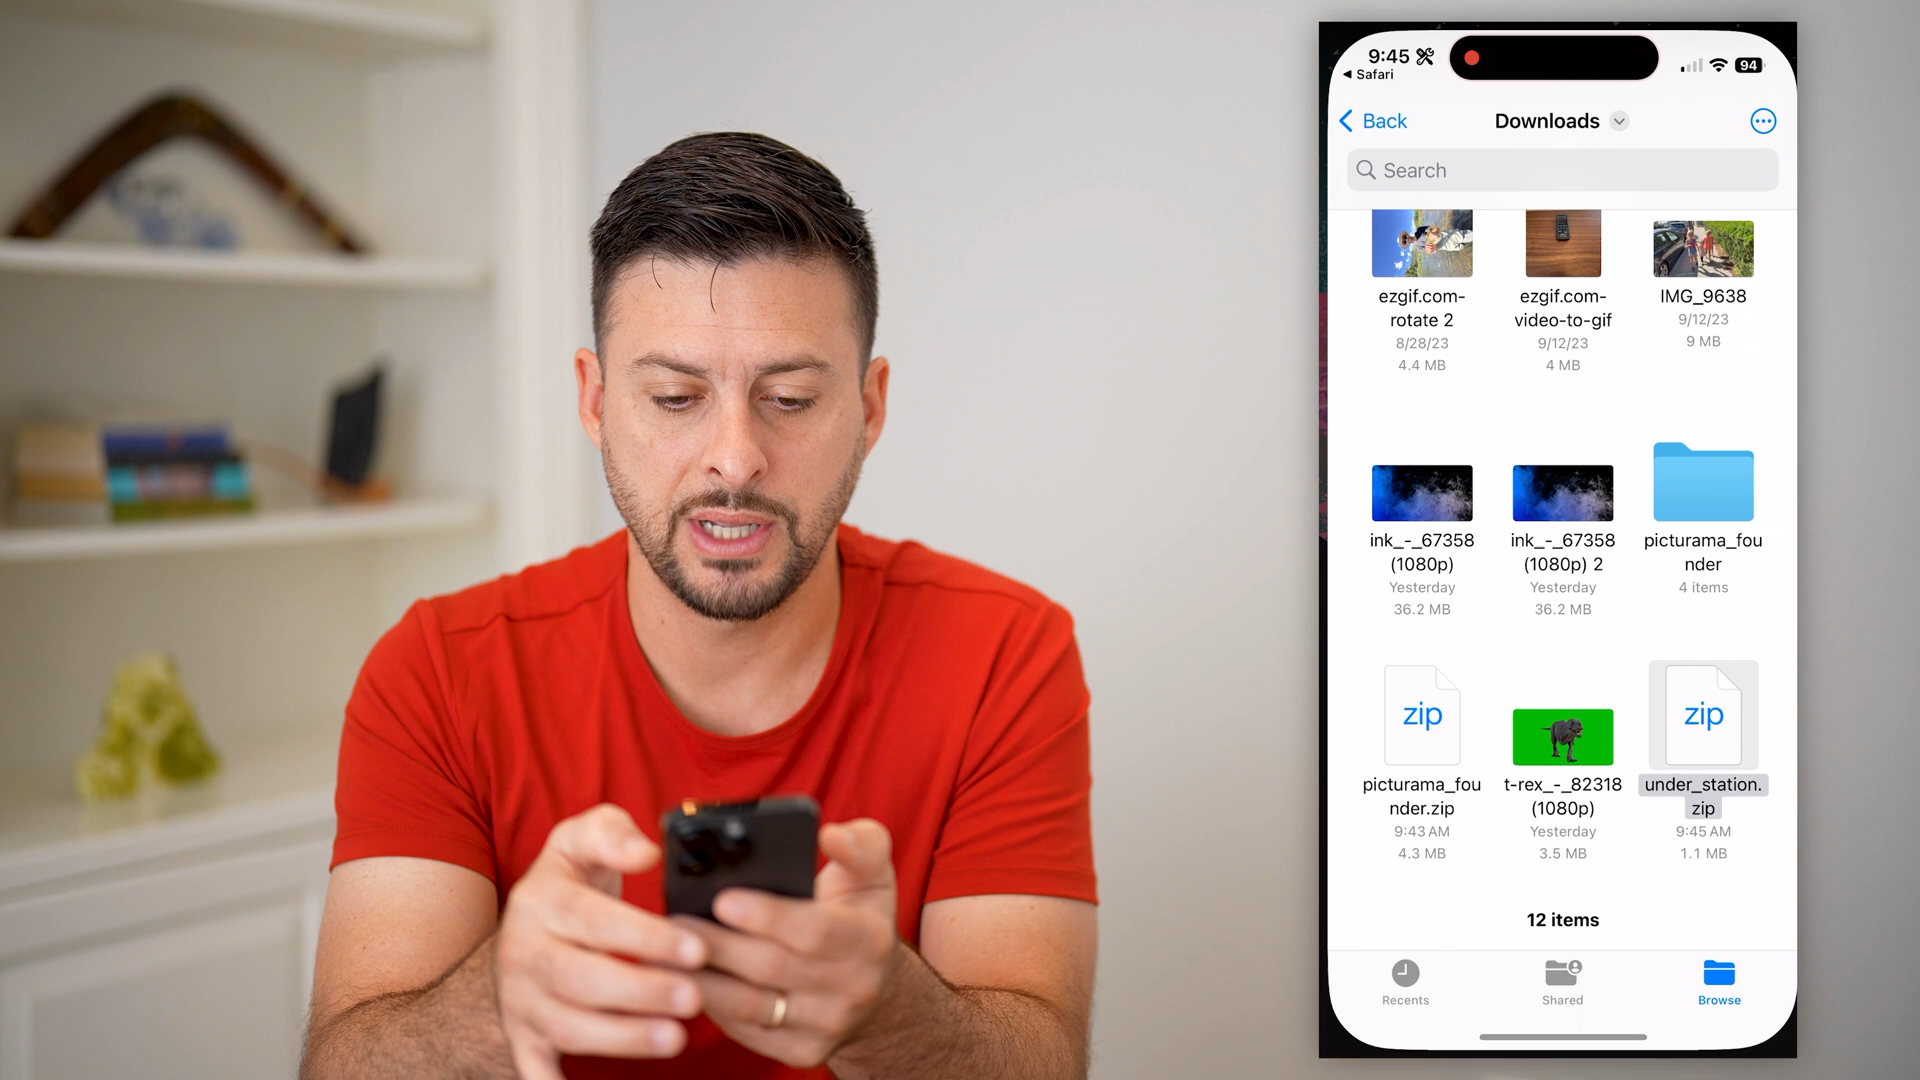 9:45
94
◀ Safari
Back
Downloads
Search
ezgif.com-
rotate 2
8/28/23
4.4 MB
ezgif.com-
video-to-gif
9/12/23
4 MB
IMG_9638
9/12/23
9 MB
ink_-_67358
(1080p)
Yesterday
36.2 MB
ink_-_67358
(1080p) 2
Yesterday
36.2 MB
picturama_fou
nder
4 items
zip
picturama_fou
nder.zip
9:43 AM
4.3 MB
t-rex_-_82318
(1080p)
Yesterday
3.5 MB
zip
under_station.
zip
9:45 AM
1.1 MB
12 items
Recents
Shared
Browse